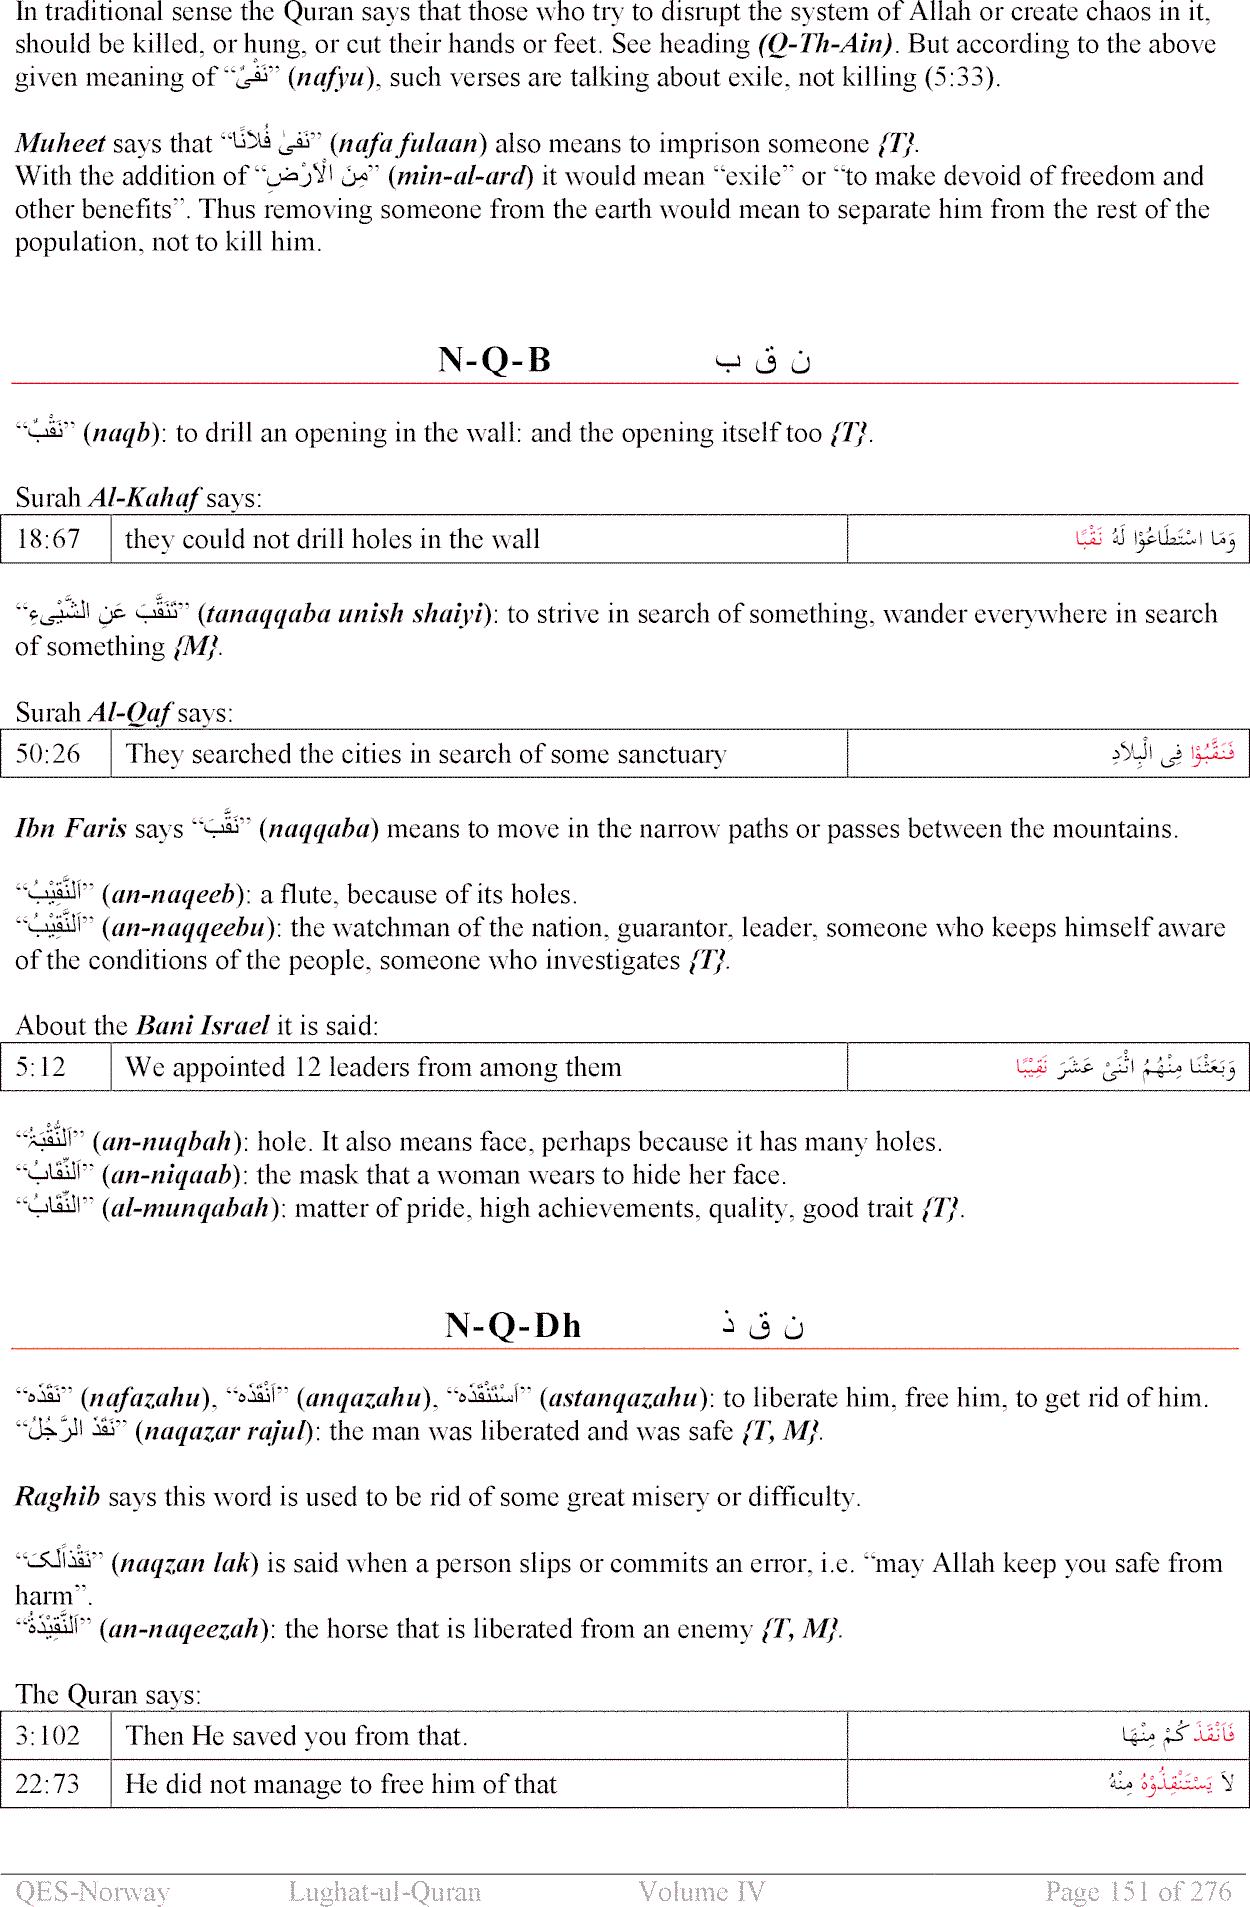 In traditional sense the Quran says that those who try to disrupt the system of Allah or create chaos in it,
should be killed, or hung, or cut their hands or feet. See heading (Q-Th-Ain). But according to the above
given meaning of “نَفْیٌ” (nafyu), such verses are talking about exile, not killing (5:33).
Muheet says that “نَفیٰ فُلَانًا” (nafa fulaan) also means to imprison someone {T}.
With the addition of “مِنَ الْاَرْضِ” (min-al-ard) it would mean “exile” or “to make devoid of freedom and
other benefits”. Thus removing someone from the earth would mean to separate him from the rest of the
population, not to kill him.
N-Q-B ن ق ب
“نَقْبٌ” (naqb): to drill an opening in the wall: and the opening itself too {T}.
Surah Al-Kahaf says:
18:67 they could not drill holes in the wall وَمَا اسْتَطَاعُوْا لَہُ نَقْبًا
“تَنَقَّبَ عَنِ الشَّیْیءِ” (tanaqqaba unish shaiyi): to strive in search of something, wander everywhere in search
of something {M}.
Surah Al-Qaf says:
50:26 They searched the cities in search of some sanctuary فَنَقَّبُوْا فِی الْبِلَادِ
Ibn Faris says “نَقَّبَ” (naqqaba) means to move in the narrow paths or passes between the mountains.
“اَلنَّقِیْبُ” (an-naqeeb): a flute, because of its holes.
“اَلنَّقِیْبُ” (an-naqqeebu): the watchman of the nation, guarantor, leader, someone who keeps himself aware
of the conditions of the people, someone who investigates {T}.
About the Bani Israel it is said:
5:12 We appointed 12 leaders from among them وَبَعَثْنَا مِنْہُمُ اثْنَیْ عَشَرَ نَقِیْبًا
“اَلنُّقْبَۃُ” (an-nuqbah): hole. It also means face, perhaps because it has many holes.
“اَلنِّقَابُ” (an-niqaab): the mask that a woman wears to hide her face.
“النِّقَابُ” (al-munqabah): matter of pride, high achievements, quality, good trait {T}.
N-Q-Dh ن ق ذ
“نَقَذَہ” (nafazahu), “اَنْقَذَہ” (anqazahu), “اَسْتَنْقَذَہ” (astanqazahu): to liberate him, free him, to get rid of him.
“نَقَذَ الرَّجُلُ” (naqazar rajul): the man was liberated and was safe {T, M}.
Raghib says this word is used to be rid of some great misery or difficulty.
“نَقْذاًلَکَ” (naqzan lak) is said when a person slips or commits an error, i.e. “may Allah keep you safe from
harm”.
“اَلنَّقِیْذَۃُ” (an-naqeezah): the horse that is liberated from an enemy {T, M}.
The Quran says:
3:102 Then He saved you from that. فَاَنْقَذَ کُمْ مِنْہَا
22:73 He did not manage to free him of that لَا یَسْتَنْقِذُوْہُ مِنْہُ
QES-Norway Lughat-ul-Quran Volume IV Page 151 of 276